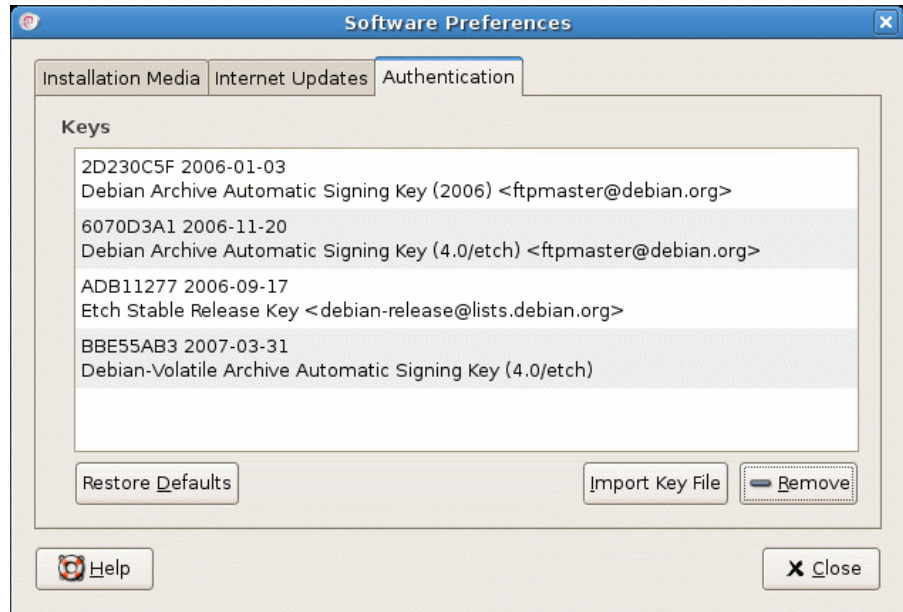 Software Preferences
Installation Media
Internet Updates
Authentication
Keys
2D230C5F 2006-01-03
Debian Archive Automatic Signing Key (2006) <ftpmaster@debian.org>
6070D3A1 2006-11-20
Debian Archive Automatic Signing Key (4.0/etch) <ftpmaster@debian.org>
ADB11277 2006-09-17
Etch Stable Release Key <debian-release@lists.debian.org>
BBE55AB3 2007-03-31
Debian-Volatile Archive Automatic Signing Key (4.0/etch)
Restore Defaults
Import Key File
Remove
Help
Close